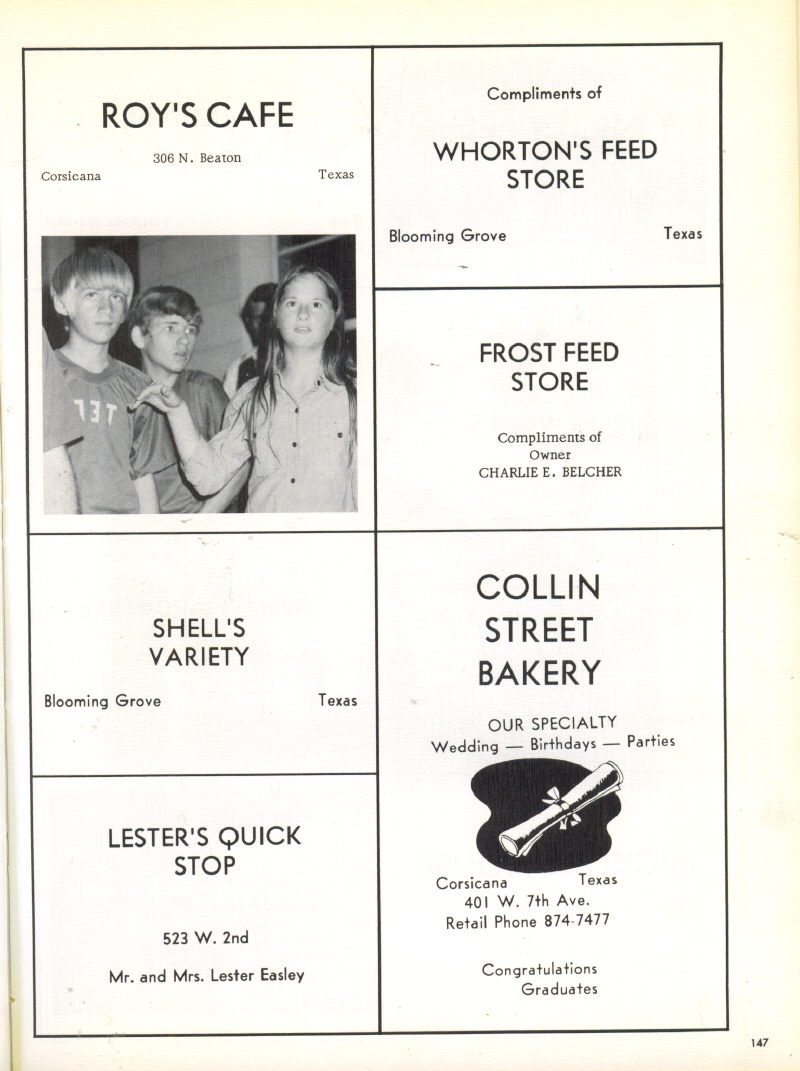 ROY'S CAFE
306 N. Beaton
Corsicana Texas
Compliments of
WHORTON'S FEED
STORE
Blooming Grove Texas
FROST FEED
STORE
Compliments of
Owner
CHARLIE E. BELCHER
SHELL'S
VARIETY
Blooming Grove Texas
LESTER'S QUICK
STOP
523 W. 2nd
Mr. and Mrs. Lester Easley
COLLIN
STREET
BAKERY
OUR SPECIALTY
Wedding — Birthdays — Parties
Corsicana Texas
401 W. 7th Ave.
Retail Phone 874-7477
Congratulations
Graduates
147